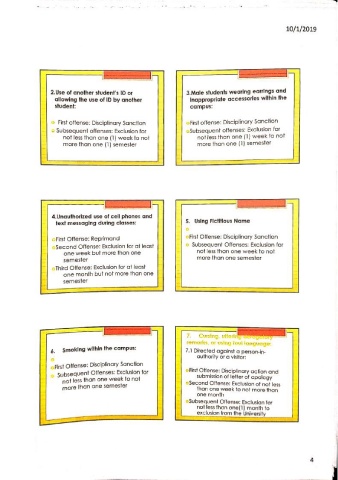 10/1/2019
2.Use of another student's ID or
allowing the use of ID by another
student:
First offense: Disciplinary Sanction
Subsequent offenses: Exclusion for
not less than one (1) week to not
more than one (1) semester
3.Male students wearing earrings and
inappropriate accessories within the
campus:
First offense: Disciplinary Sanction
Subsequent offenses: Exclusion for
not less than one (1) week to not
more than one (1) semester
4.Unauthorized use of cell phones and
text messaging during classes:
First Offense: Reprimand
Second Offense: Exclusion for at least
one week but more than one
semester
Third Offense: Exclusion for at least
one month but not more than one
semester
5. Using Fictitious Name
First Offense: Disciplinary Sanction
Subsequent Offenses: Exclusion for
not less than one week to not
more than one semester
6. Smoking within the campus:
First Offense: Disciplinary Sanction
Subsequent Offenses: Exclusion for
not less than one week to not
more than one semester
7. Cursing,
remarks, or using foul language
7.1 Directed against a person-in-
authority or a visitor:
First Offense: Disciplinary action and
submission of letter of apology
Second Offense: Exclusion of not less
than one week to not more than
one month
Subsequent Offense: Exclusion for
not less than one(1) month to
exclusion from the University
4